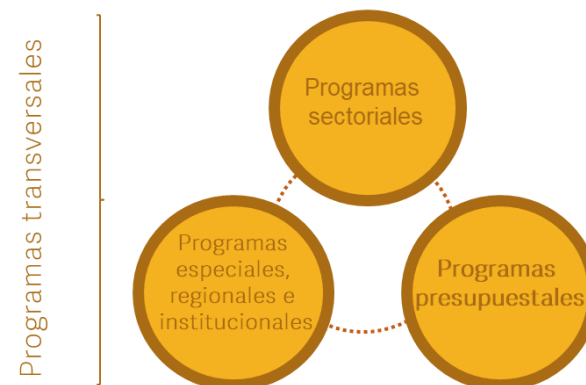 Programas transversales
Programas
sectoriales
Programas
especiales,
regionales e
institucionales
Programas
presupuestales